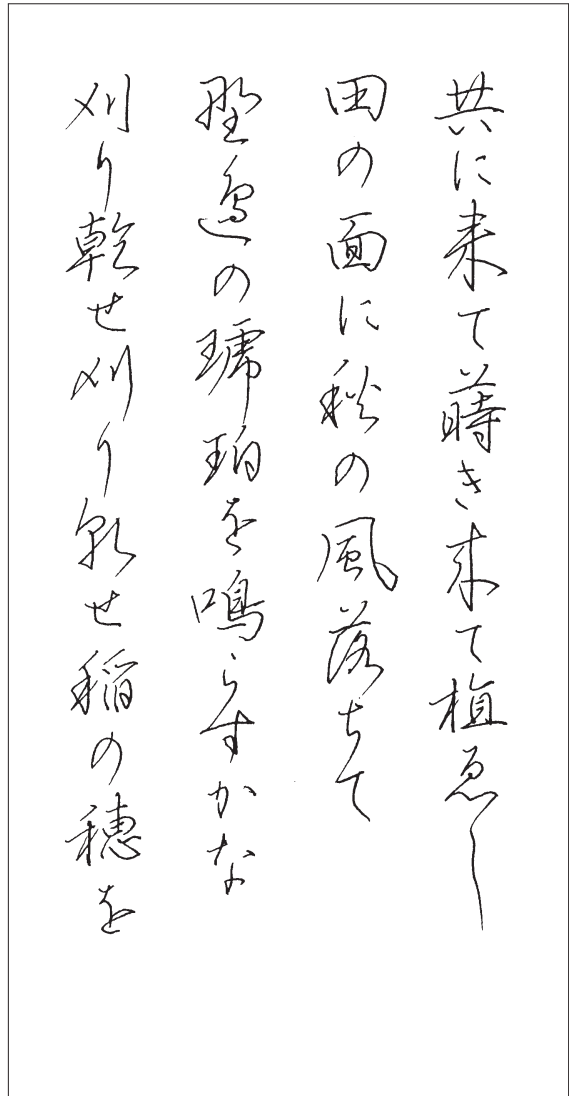 共に来て蒔き来て植ゑし
田の面に秋の風落ちて
野邊の琥珀を鳴らすかな
刈り乾せ刈り乾せ稲の穂を